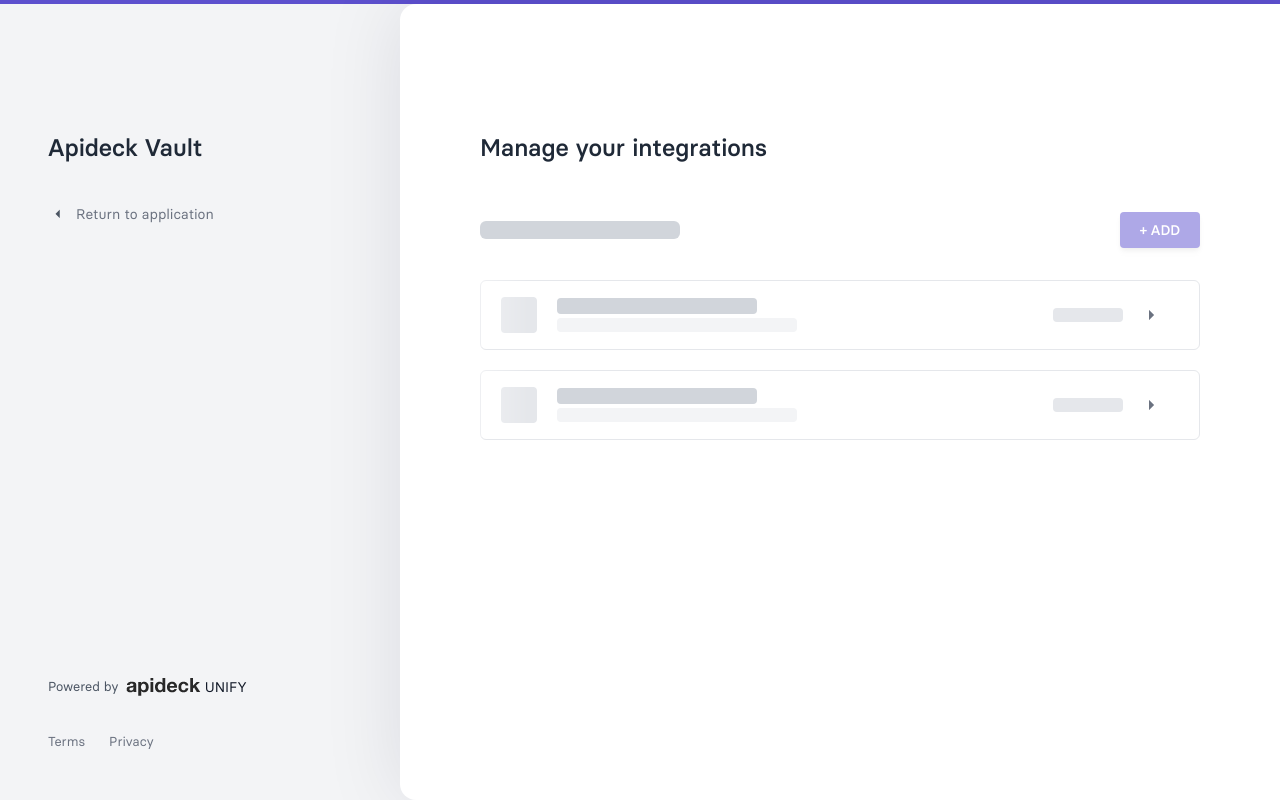 Apideck Vault
Return to application
Powered by apideck UNIFY
Terms Privacy
Manage your integrations
+ ADD